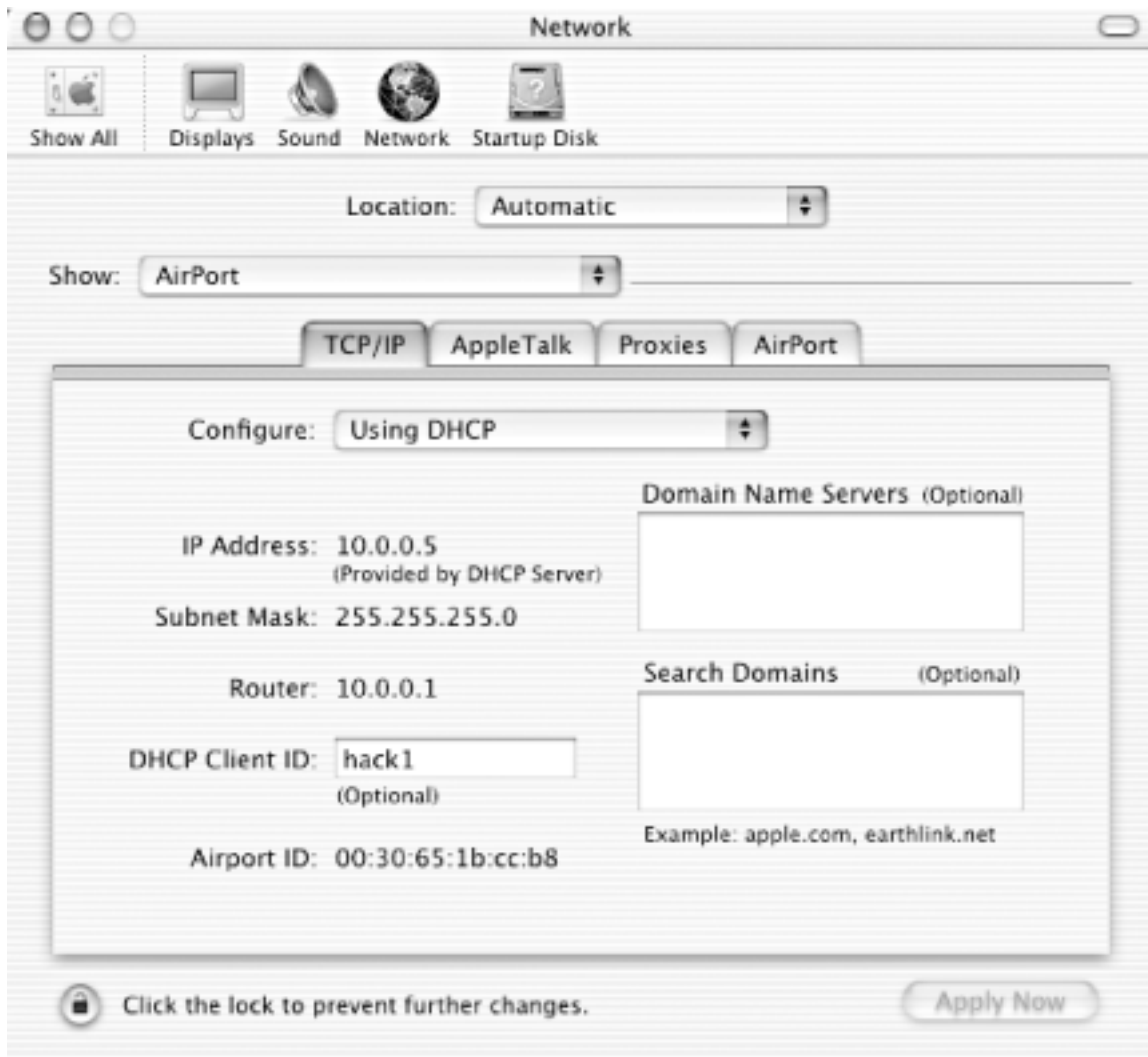 Network
Show All
Displays
Sound
Network
Startup Disk
Location: Automatic
Show: AirPort
TCP/IP
AppleTalk
Proxies
AirPort
Configure: Using DHCP
Domain Name Servers (Optional)
IP Address: 10.0.0.5
(Provided by DHCP Server)
Subnet Mask: 255.255.255.0
Router: 10.0.0.1
Search Domains (Optional)
DHCP Client ID: hack1
(Optional)
Example: apple.com, earthlink.net
Airport ID: 00:30:65:1b:cc:b8
Click the lock to prevent further changes.
Apply Now